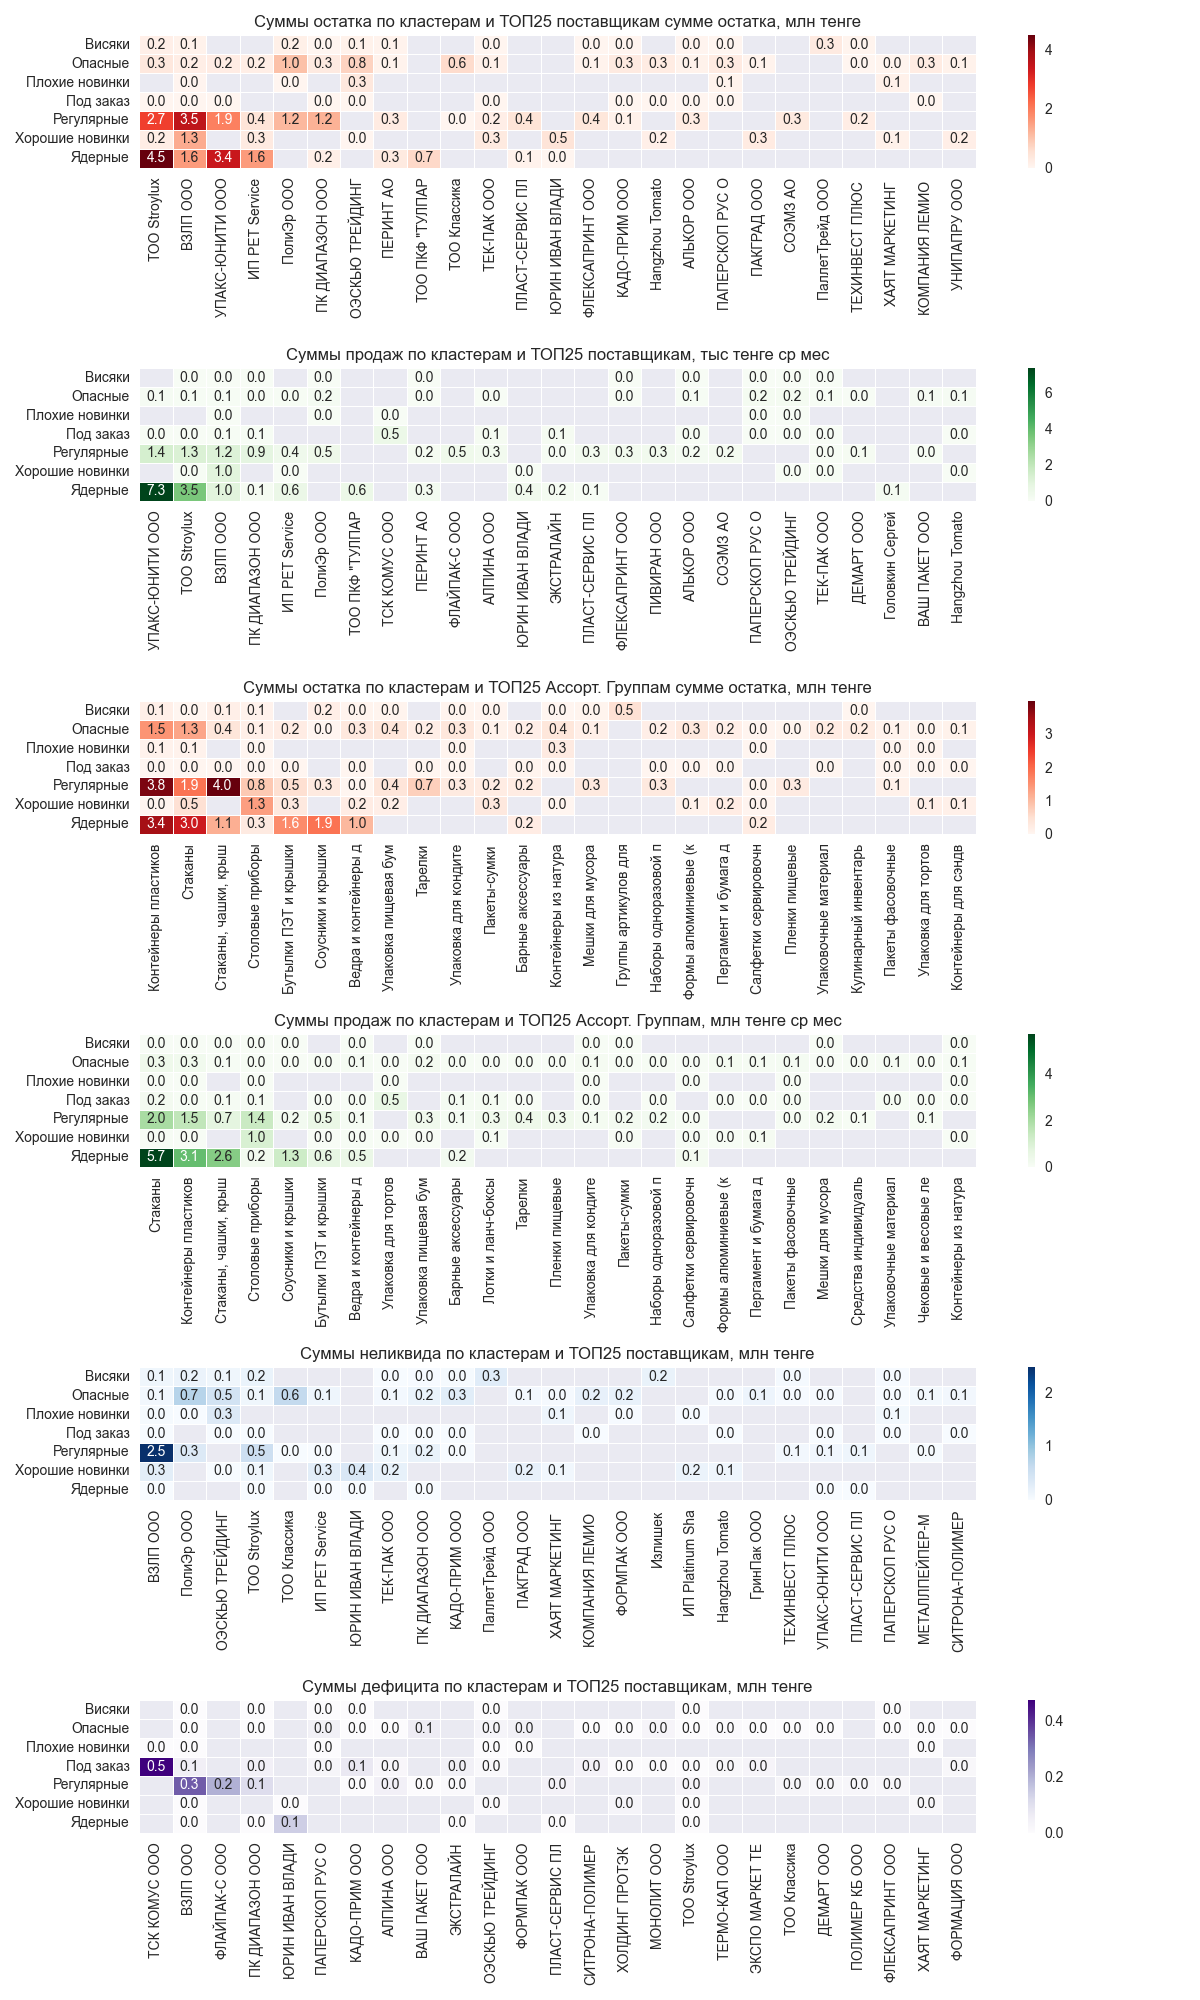 Суммы остатка по кластерам и ТОП25 поставщикам сумме остатка, млн тенге
Висяки 0.2 0.1 0.2 0.0 0.1 0.1 0.0 0.0 0.0 0.0 0.0 0.3 0.0
Опасные 0.3 0.2 0.2 0.2 1.0 0.3 0.8 0.1 0.6 0.1 0.1 0.3 0.3 0.1 0.3 0.1 0.0 0.0 0.3 0.1
Плохие новинки 0.0 0.0 0.3 0.1 0.1
Под заказ 0.0 0.0 0.0 0.0 0.0 0.0 0.0 0.0 0.0 0.0 0.0
Регулярные 2.7 3.5 1.9 0.4 1.2 1.2 0.3 0.0 0.2 0.4 0.4 0.1 0.3 0.3 0.2
Хорошие новинки 0.2 1.3 0.3 0.0 0.3 0.5 0.2 0.3 0.1 0.2
Ядерные 4.5 1.6 3.4 1.6 0.2 0.3 0.7 0.1 0.0
4
2
0
ТОО Stroylux
ВЗЛП ООО
УПАКС-ЮНИТИ ООО
ИП РЕТ Service
ПолиЭр ООО
ПК ДИАПАЗОН ООО
ОЭСКЬЮ ТРЕЙДИНГ
ПЕРИНТ АО
ТОО ПКФ "ТУЛПАР
ТОО Классика
ТЕК-ПАК ООО
ПЛАСТ-СЕРВИС ПЛ
ЮРИН ИВАН ВЛАДИ
ФЛЕКСАПРИНТ ООО
КАДО-ПРИМ ООО
Hangzhou Tomato
АЛЬКОР ООО
ПАПЕРСКОП РУС О
ПАКГРАД ООО
СОЭМЗ АО
ПаллетТрейд ООО
ТЕХИНВЕСТ ПЛЮС
ХАЯТ МАРКЕТИНГ
КОМПАНИЯ ЛЕМИО
УНИПАПРУ ООО
Суммы продаж по кластерам и ТОП25 поставщикам, тыс тенге ср мес
Висяки 0.0 0.0 0.0 0.0 0.0 0.0 0.0 0.0 0.0 0.0
Опасные 0.1 0.1 0.1 0.0 0.0 0.2 0.0 0.0 0.0 0.1 0.2 0.2 0.1 0.0 0.1 0.1
Плохие новинки 0.0 0.0 0.0 0.0 0.0
Под заказ 0.0 0.0 0.1 0.1 0.5 0.1 0.1 0.0 0.0 0.0 0.0 0.0
Регулярные 1.4 1.3 1.2 0.9 0.4 0.5 0.2 0.5 0.3 0.0 0.3 0.3 0.3 0.2 0.2 0.0 0.1 0.0
Хорошие новинки 0.0 1.0 0.0 0.0 0.0 0.0 0.0
Ядерные 7.3 3.5 1.0 0.1 0.6 0.6 0.3 0.4 0.2 0.1 0.1
6
4
2
0
УПАКС-ЮНИТИ ООО
ТОО Stroylux
ВЗЛП ООО
ПК ДИАПАЗОН ООО
ИП РЕТ Service
ПолиЭр ООО
ТОО ПКФ "ТУЛПАР
ТСК КОМУС ООО
ПЕРИНТ АО
ФЛАЙПАК-С ООО
АЛПИНА ООО
ЮРИН ИВАН ВЛАДИ
ЭКСТРАЛАЙН
ПЛАСТ-СЕРВИС ПЛ
ФЛЕКСАПРИНТ ООО
ПИВИРАН ООО
АЛЬКОР ООО
СОЭМЗ АО
ПАПЕРСКОП РУС О
ОЭСКЬЮ ТРЕЙДИНГ
ТЕК-ПАК ООО
ДЕМАРТ ООО
Головкин Сергей
ВАШ ПАКЕТ ООО
Hangzhou Tomato
Суммы остатка по кластерам и ТОП25 Ассорт. Группам сумме остатка, млн тенге
Висяки 0.1 0.0 0.1 0.1 0.2 0.0 0.0 0.0 0.0 0.0 0.0 0.5 0.0
Опасные 1.5 1.3 0.4 0.1 0.2 0.0 0.3 0.4 0.2 0.3 0.1 0.2 0.4 0.1 0.2 0.3 0.2 0.0 0.0 0.2 0.2 0.1 0.0 0.1
Плохие новинки 0.1 0.1 0.0 0.0 0.3 0.0 0.0 0.0
Под заказ 0.0 0.0 0.0 0.0 0.0 0.0 0.0 0.0 0.0 0.0 0.0 0.0 0.0 0.0 0.0 0.0 0.0
Регулярные 3.8 1.9 4.0 0.8 0.5 0.3 0.0 0.4 0.7 0.3 0.2 0.2 0.3 0.3 0.0 0.3 0.1
Хорошие новинки 0.0 0.5 1.3 0.3 0.2 0.2 0.3 0.0 0.1 0.2 0.0 0.1 0.1
Ядерные 3.4 3.0 1.1 0.3 1.6 1.9 1.0 0.2 0.2
3
2
1
0
Контейнеры пластиков
Стаканы
Стаканы, чашки, крыш
Столовые приборы
Бутылки ПЭТ и крышки
Соусники и крышки
Ведра и контейнеры д
Упаковка пищевая бум
Тарелки
Упаковка для кондите
Пакеты-сумки
Барные аксессуары
Контейнеры из натура
Мешки для мусора
Группы артикулов для
Наборы одноразовой п
Формы алюминиевые (к
Пергамент и бумага д
Салфетки сервировочн
Пленки пищевые
Упаковочные материал
Кулинарный инвентарь
Пакеты фасовочные
Упаковка для тортов
Контейнеры для сэндв
Суммы продаж по кластерам и ТОП25 Ассорт. Группам, млн тенге ср мес
Висяки 0.0 0.0 0.0 0.0 0.0 0.0 0.0 0.0 0.0 0.0 0.0
Опасные 0.3 0.3 0.1 0.0 0.0 0.0 0.1 0.0 0.2 0.0 0.0 0.0 0.0 0.1 0.0 0.0 0.0 0.1 0.1 0.1 0.0 0.0 0.1 0.0 0.1
Плохие новинки 0.0 0.0 0.0 0.0 0.0 0.0 0.0 0.0
Под заказ 0.2 0.0 0.1 0.1 0.0 0.0 0.0 0.5 0.1 0.1 0.0 0.0 0.0 0.0 0.0 0.0 0.0 0.0 0.0
Регулярные 2.0 1.5 0.7 1.4 0.2 0.5 0.1 0.3 0.1 0.3 0.4 0.3 0.1 0.2 0.2 0.0 0.0 0.2 0.1 0.1
Хорошие новинки 0.0 0.0 1.0 0.0 0.0 0.0 0.0 0.1 0.0 0.0 0.0 0.1 0.0
Ядерные 5.7 3.1 2.6 0.2 1.3 0.6 0.5 0.2 0.1
4
2
0
Стаканы
Контейнеры пластиков
Стаканы, чашки, крыш
Столовые приборы
Соусники и крышки
Бутылки ПЭТ и крышки
Ведра и контейнеры д
Упаковка для тортов
Упаковка пищевая бум
Барные аксессуары
Лотки и ланч-боксы
Тарелки
Пленки пищевые
Упаковка для кондите
Пакеты-сумки
Наборы одноразовой п
Салфетки сервировочн
Формы алюминиевые (к
Пергамент и бумага д
Пакеты фасовочные
Мешки для мусора
Средства индивидуаль
Упаковочные материал
Чековые и весовые ле
Контейнеры из натура
Суммы неликвида по кластерам и ТОП25 поставщикам, млн тенге
Висяки 0.1 0.2 0.1 0.2 0.0 0.0 0.0 0.3 0.2 0.0 0.0
Опасные 0.1 0.7 0.5 0.1 0.6 0.1 0.1 0.2 0.3 0.1 0.0 0.2 0.2 0.0 0.1 0.0 0.0 0.0 0.1 0.1
Плохие новинки 0.0 0.0 0.3 0.1 0.0 0.0 0.1
Под заказ 0.0 0.0 0.0 0.0 0.0 0.0 0.0 0.0 0.0 0.0
Регулярные 2.5 0.3 0.5 0.0 0.0 0.1 0.2 0.0 0.1 0.1 0.1 0.0
Хорошие новинки 0.3 0.0 0.1 0.3 0.4 0.2 0.2 0.1 0.2 0.1
Ядерные 0.0 0.0 0.0 0.0 0.0 0.0 0.0
2
1
0
ВЗЛП ООО
ПолиЭр ООО
ОЭСКЬЮ ТРЕЙДИНГ
ТОО Stroylux
ТОО Классика
ИП РЕТ Service
ЮРИН ИВАН ВЛАДИ
ТЕК-ПАК ООО
ПК ДИАПАЗОН ООО
КАДО-ПРИМ ООО
ПаллетТрейд ООО
ПАКГРАД ООО
ХАЯТ МАРКЕТИНГ
КОМПАНИЯ ЛЕМИО
ФОРМПАК ООО
Излишек
ИП Platinum Sha
Hangzhou Tomato
ГринПак ООО
ТЕХИНВЕСТ ПЛЮС
УПАКС-ЮНИТИ ООО
ПЛАСТ-СЕРВИС ПЛ
ПАПЕРСКОП РУС О
МЕТАЛЛПЕЙПЕР-М
СИТРОНА-ПОЛИМЕР
Суммы дефицита по кластерам и ТОП25 поставщикам, млн тенге
Висяки 0.0 0.0 0.0 0.0 0.0 0.0 0.0
Опасные 0.0 0.0 0.0 0.0 0.0 0.1 0.0 0.0 0.0 0.0 0.0 0.0 0.0 0.0 0.0 0.0 0.0 0.0 0.0
Плохие новинки 0.0 0.0 0.0 0.0 0.0 0.0
Под заказ 0.5 0.1 0.0 0.0 0.1 0.0 0.0 0.0 0.0 0.0 0.0 0.0 0.0 0.0
Регулярные 0.3 0.2 0.1 0.0 0.0 0.0 0.0 0.0 0.0 0.0 0.0 0.0 0.0
Хорошие новинки 0.0 0.0 0.0 0.0 0.0 0.0
Ядерные 0.0 0.0 0.1 0.0 0.0 0.0
0.4
0.2
0.0
ТСК КОМУС ООО
ВЗЛП ООО
ФЛАЙПАК-С ООО
ПК ДИАПАЗОН ООО
ЮРИН ИВАН ВЛАДИ
ПАПЕРСКОП РУС О
КАДО-ПРИМ ООО
АЛПИНА ООО
ВАШ ПАКЕТ ООО
ЭКСТРАЛАЙН
ОЭСКЬЮ ТРЕЙДИНГ
ФОРМПАК ООО
ПЛАСТ-СЕРВИС ПЛ
СИТРОНА-ПОЛИМЕР
ХОЛДИНГ ПРОТЭК
МОНОЛИТ ООО
ТОО Stroylux
ТЕРМО-КАП ООО
ЭКСПО МАРКЕТ ТЕ
ТОО Классика
ДЕМАРТ ООО
ПОЛИМЕР КБ ООО
ФЛЕКСАПРИНТ ООО
ХАЯТ МАРКЕТИНГ
ФОРМАЦИЯ ООО